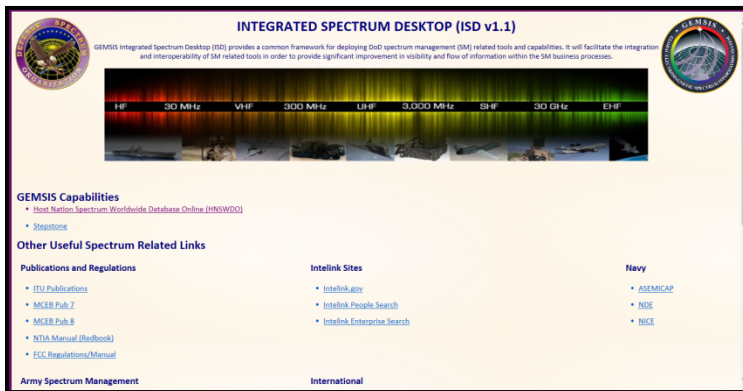 INTEGRATED SPECTRUM DESKTOP (ISD v1.1)
DEFENSE SPECTRUM ORGANIZATION
GEMSIS
GEMSIS Integrated Spectrum Desktop (ISD) provides a common framework for deploying DoD spectrum management (SM) related tools and capabilities. It will facilitate the integration
and interoperability of SM related tools in order to provide significant improvement in visibility and flow of information within the SM business processes.
HF 30 MHz VHF 300 MHz UHF 3,000 MHz SHF 30 GHz EHF
GEMSIS Capabilities
• Host Nation Spectrum Worldwide Database Online (HNSWDO)
• Stepstone
Other Useful Spectrum Related Links
Publications and Regulations Intelink Sites Navy
• ITU Publications • Intelink.gov • ASEMICAP
• MCEB Pub 7 • Intelink People Search • NDE
• MCEB Pub 8 • Intelink Enterprise Search • NICE
• NTIA Manual (Redbook)
• FCC Regulations/Manual
Army Spectrum Management International